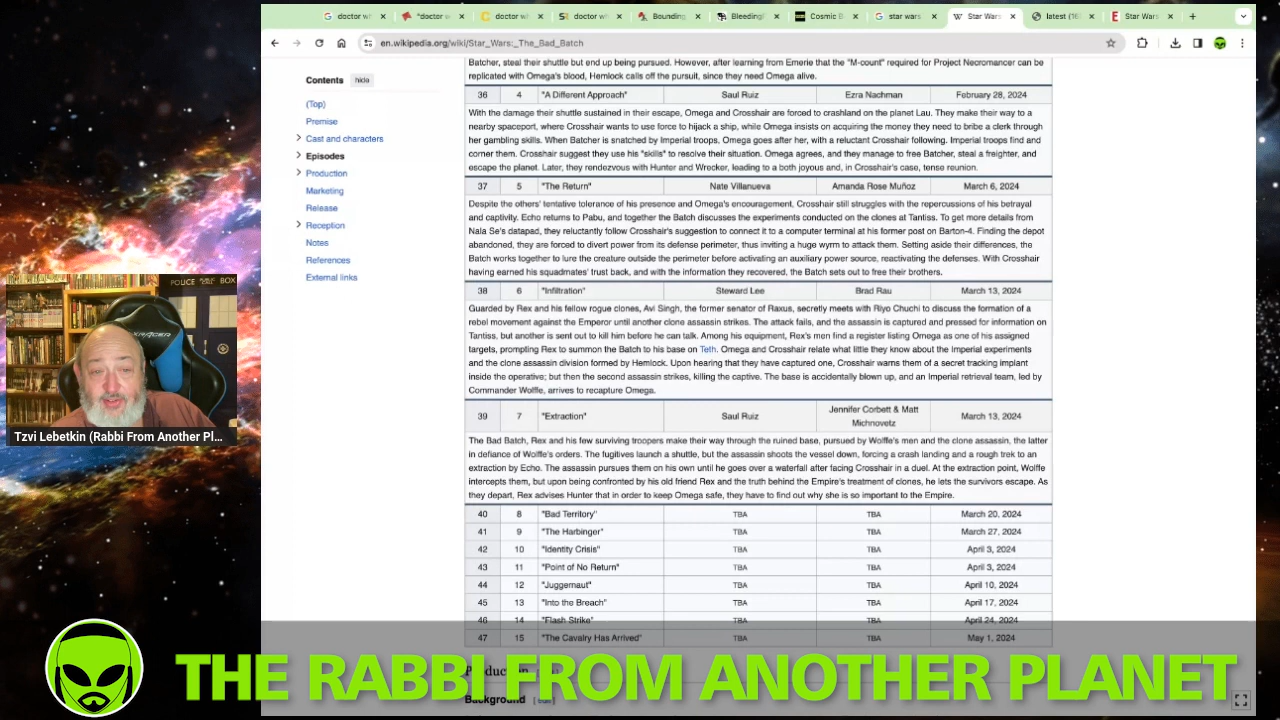 doctor wh
"doctor w
doctor wh
doctor wh
Bounding
Bleeding
Cosmic B
star wars
Star Wars
latest (16
Star Wars
en.wikipedia.org/wiki/Star_Wars:_The_Bad_Batch
Contents hide
(Top)
Premise
Cast and characters
Episodes
Production
Marketing
Release
Reception
Notes
References
External links
Batcher, steal their shuttle but end up being pursued. However, after learning from Emerie that the "M-count" required for Project Necromancer can be
replicated with Omega's blood, Hemlock calls off the pursuit, since they need Omega alive.
36 4 "A Different Approach" Saul Ruiz Ezra Nachman February 28, 2024
With the damage their shuttle sustained in their escape, Omega and Crosshair are forced to crashland on the planet Lau. They make their way to a
nearby spaceport, where Crosshair wants to use force to hijack a ship, while Omega insists on acquiring the money they need to bribe a clerk through
her gambling skills. When Batcher is snatched by Imperial troops, Omega goes after her, with a reluctant Crosshair following. Imperial troops find and
corner them. Crosshair suggest they use his "skills" to resolve their situation. Omega agrees, and they manage to free Batcher, steal a freighter, and
escape the planet. Later, they rendezvous with Hunter and Wrecker, leading to a both joyous and, in Crosshair's case, tense reunion.
37 5 "The Return" Nate Villanueva Amanda Rose Muñoz March 6, 2024
Despite the others' tentative tolerance of his presence and Omega's encouragement, Crosshair still struggles with the repercussions of his betrayal
and captivity. Echo returns to Pabu, and together the Batch discusses the experiments conducted on the clones at Tantiss. To get more details from
Nala Se's datapad, they reluctantly follow Crosshair's suggestion to connect it to a computer terminal at his former post on Barton-4. Finding the depot
abandoned, they are forced to divert power from its defense perimeter, thus inviting a huge wyrm to attack them. Setting aside their differences, the
Batch works together to lure the creature outside the perimeter before activating an auxiliary power source, reactivating the defenses. With Crosshair
having earned his squadmates' trust back, and with the information they recovered, the Batch sets out to free their brothers.
38 6 "Infiltration" Steward Lee Brad Rau March 13, 2024
Guarded by Rex and his fellow rogue clones, Avi Singh, the former senator of Raxus, secretly meets with Riyo Chuchi to discuss the formation of a
rebel movement against the Emperor until another clone assassin strikes. The attack fails, and the assassin is captured and pressed for information on
Tantiss, but another is sent out to kill him before he can talk. Among his equipment, Rex's men find a register listing Omega as one of his assigned
targets, prompting Rex to summon the Batch to his base on Teth. Omega and Crosshair relate what little they know about the Imperial experiments
and the clone assassin division formed by Hemlock. Upon hearing that they have captured one, Crosshair warns them of a secret tracking implant
inside the operative; but then the second assassin strikes, killing the captive. The base is accidentally blown up, and an Imperial retrieval team, led by
Commander Wolffe, arrives to recapture Omega.
39 7 "Extraction" Saul Ruiz Jennifer Corbett & Matt Michnovetz March 13, 2024
The Bad Batch, Rex and his few surviving troopers make their way through the ruined base, pursued by Wolffe's men and the clone assassin, the latter
in defiance of Wolffe's orders. The fugitives launch a shuttle, but the assassin shoots the vessel down, forcing a crash landing and a rough trek to an
extraction by Echo. The assassin pursues them on his own until he goes over a waterfall after facing Crosshair in a duel. At the extraction point, Wolffe
intercepts them, but upon being confronted by his old friend Rex and the truth behind the Empire's treatment of clones, he lets the survivors escape. As
they depart, Rex advises Hunter that in order to keep Omega safe, they have to find out why she is so important to the Empire.
40 8 "Bad Territory" TBA TBA March 20, 2024
41 9 "The Harbinger" TBA TBA March 27, 2024
42 10 "Identity Crisis" TBA TBA April 3, 2024
43 11 "Point of No Return" TBA TBA April 3, 2024
44 12 "Juggernaut" TBA TBA April 10, 2024
45 13 "Into the Breach" TBA TBA April 17, 2024
46 14 "Flash Strike" TBA TBA April 24, 2024
47 15 "The Cavalry Has Arrived" TBA TBA May 1, 2024
Production
Background
POLICE BOX
Tzvi Lebetkin (Rabbi From Another Pl...
THE RABBI FROM ANOTHER PLANET